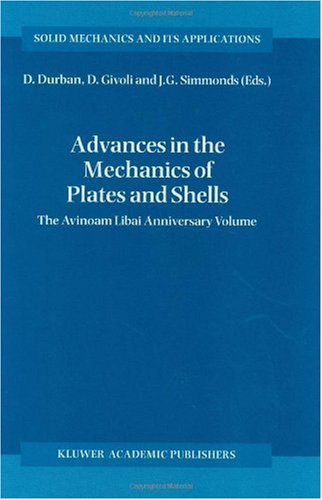 SOLID MECHANICS AND ITS APPLICATIONS
D. Durban, D. Givoli and J.G. Simmonds (Eds.)
Advances in the
Mechanics of
Plates and Shells
The Avinoam Libai Anniversary Volume
KLUWER ACADEMIC PUBLISHERS